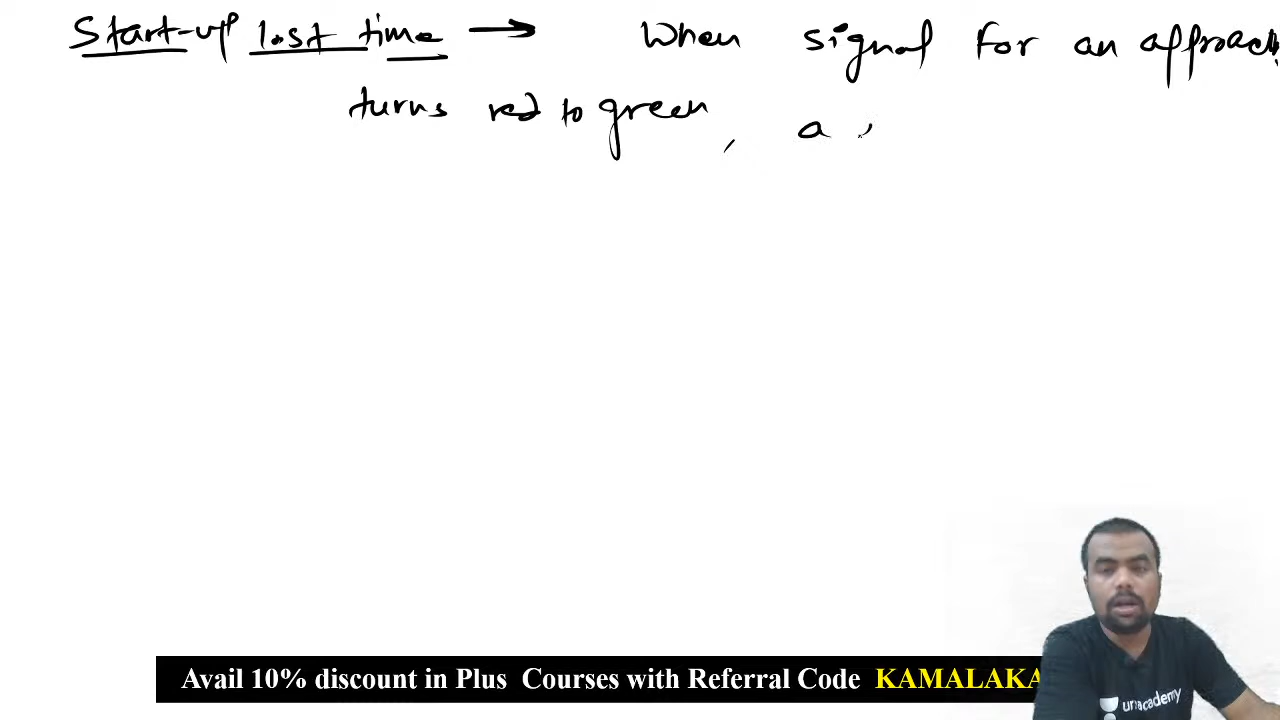 Start-up lost time → When signal for an approach
turns red to green, a
Avail 10% discount in Plus Courses with Referral Code KAMALAKA
unacademy